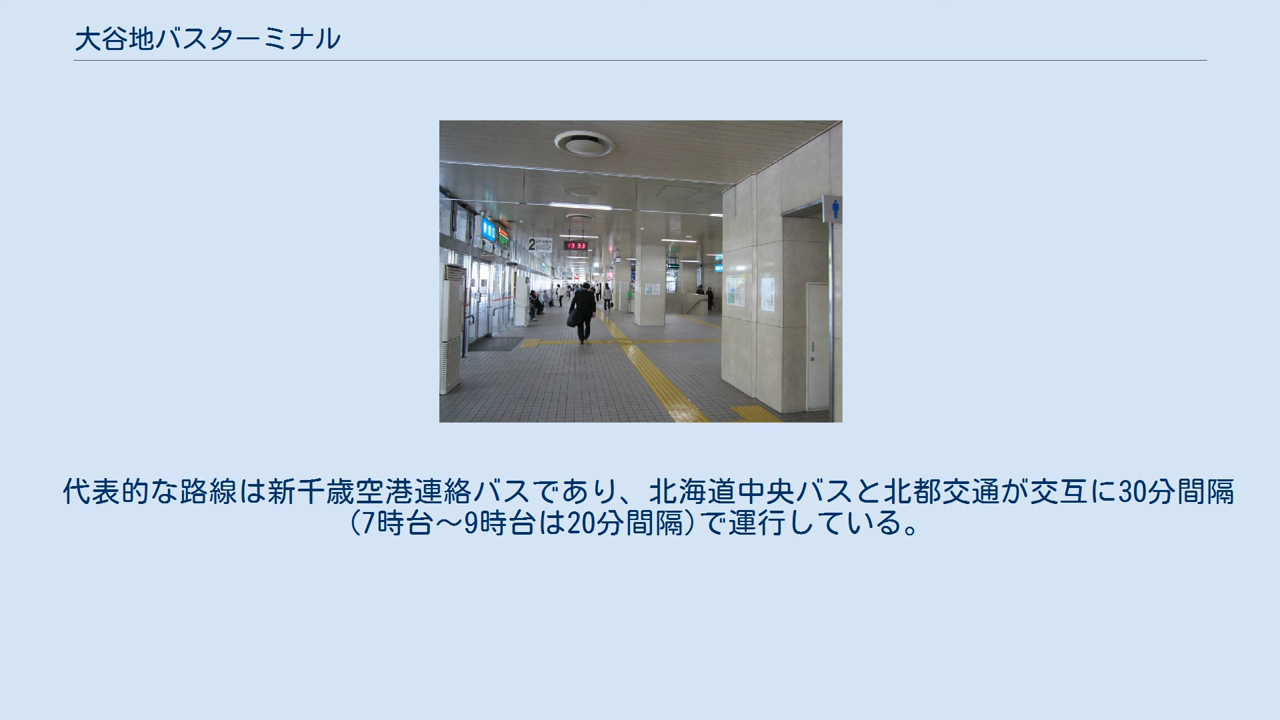 大谷地バスターミナル
2
13:33
代表的な路線は新千歳空港連絡バスであり、北海道中央バスと北都交通が交互に30分間隔
(7時台～9時台は20分間隔)で運行している。